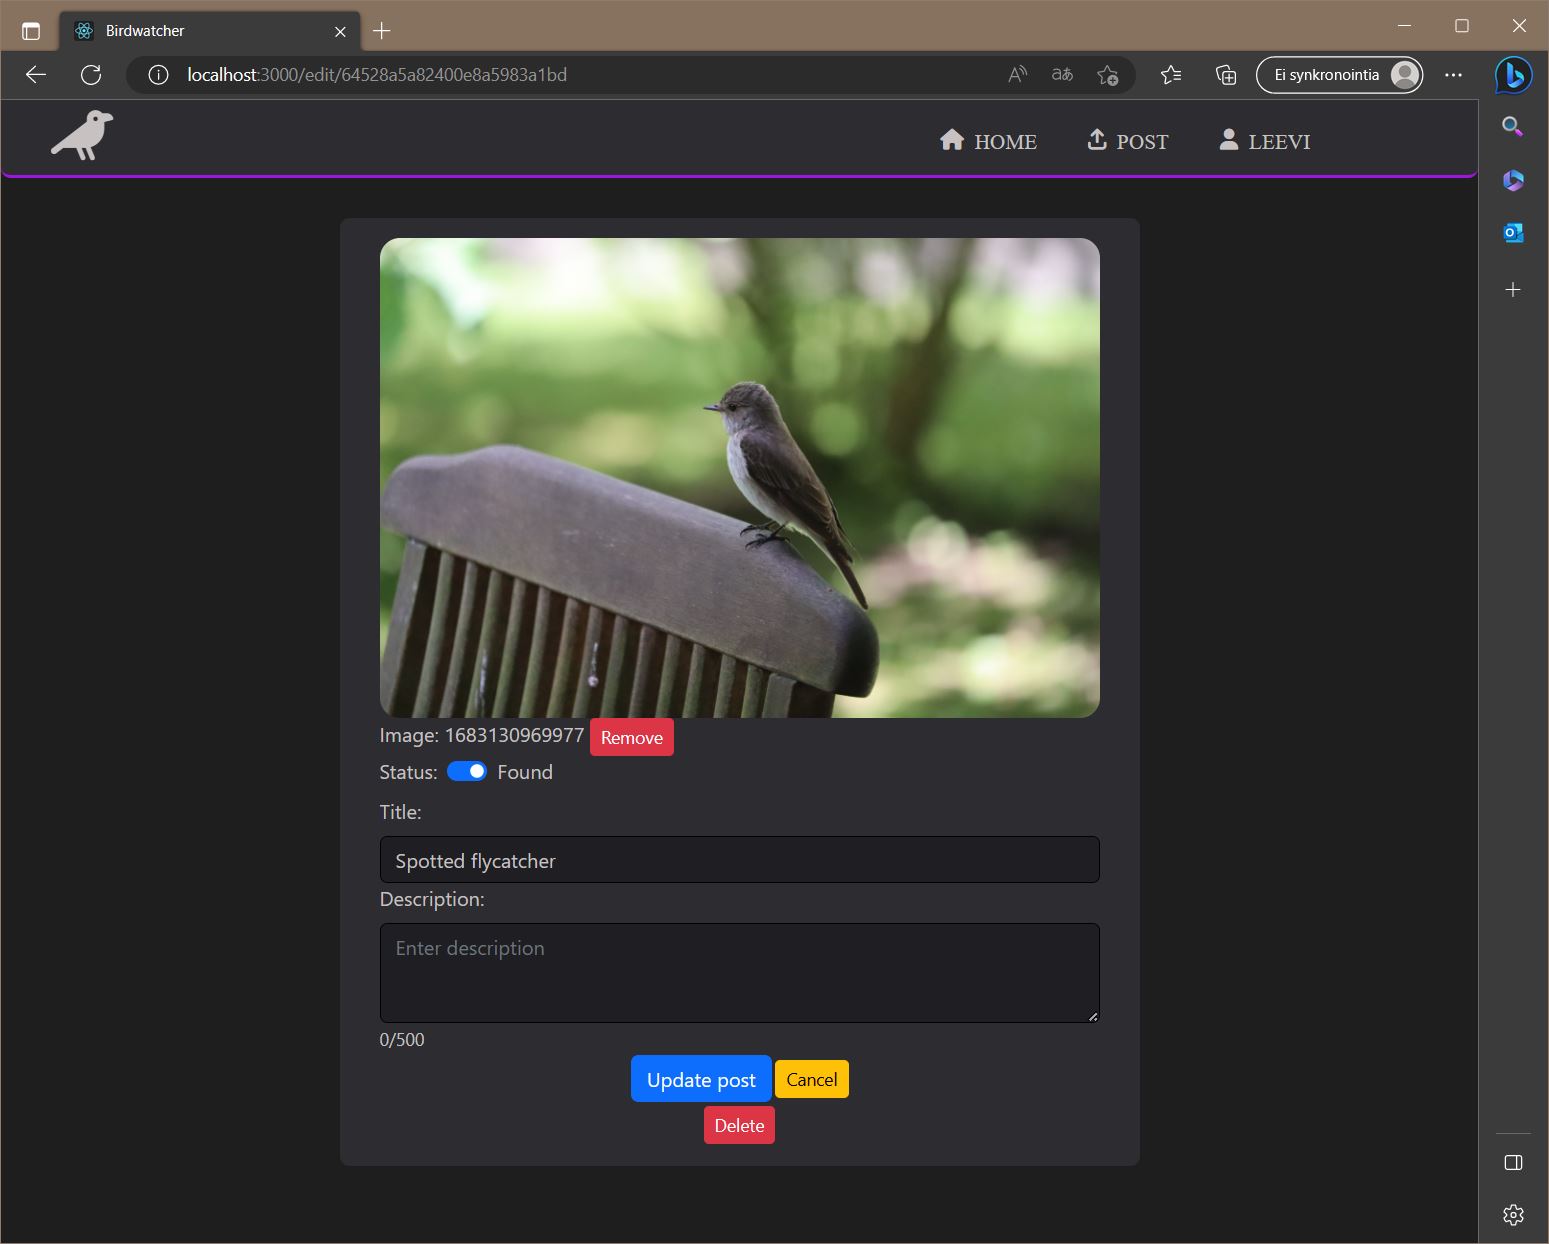 Birdwatcher
localhost:3000/edit/64528a5a82400e8a5983a1bd
Ei synkronointia
HOME
POST
LEEVI
Image: 1683130969977 Remove
Status: Found
Title:
Spotted flycatcher
Description:
Enter description
0/500
Update post Cancel
Delete